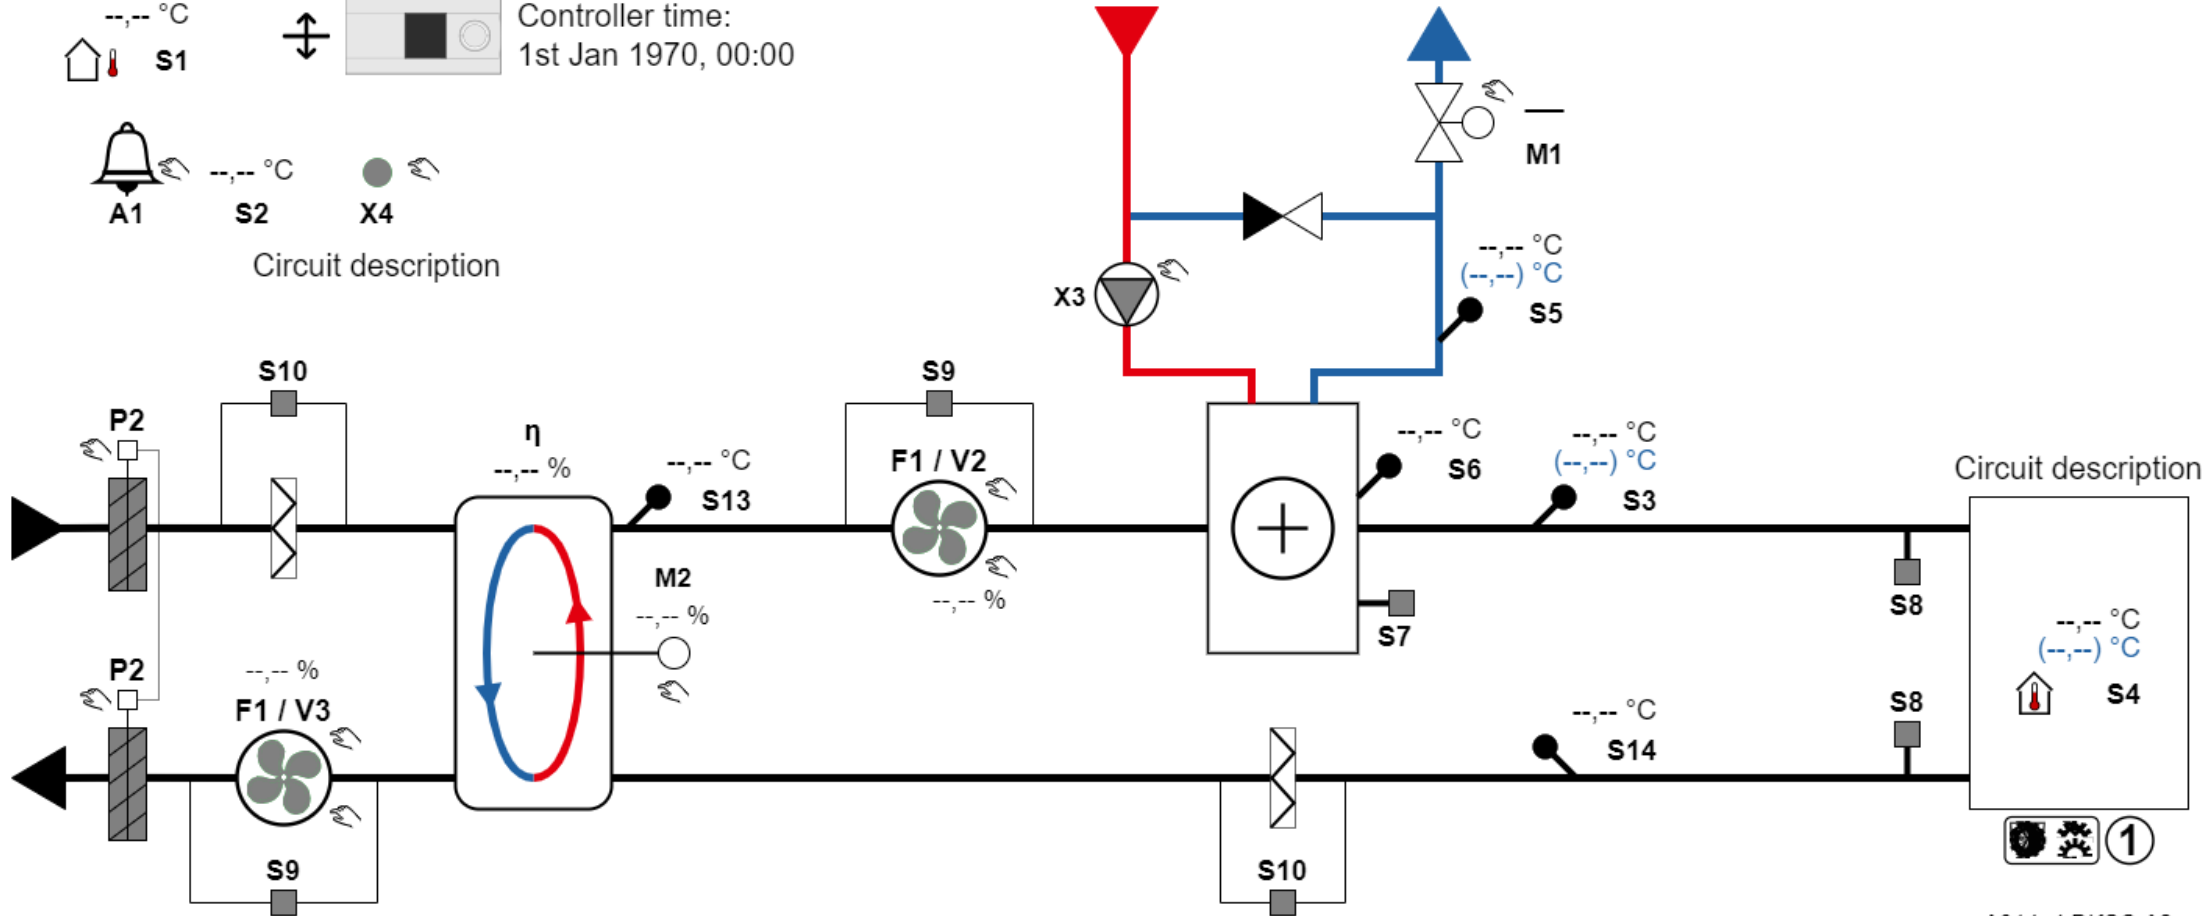 --,-- °C
S1
Controller time:
1st Jan 1970, 00:00
A1
--,-- °C
S2
X4
Circuit description
M1
X3
--,-- °C
(--,--) °C
S5
S10
P2
η
--,-- %
--,-- °C
S13
S9
F1 / V2
--,-- %
--,-- °C
S6
--,-- °C
(--,--) °C
S3
Circuit description
M2
--,-- %
S7
S8
--,-- °C
(--,--) °C
S4
P2
--,-- %
F1 / V3
S9
S10
--,-- °C
S14
S8
1